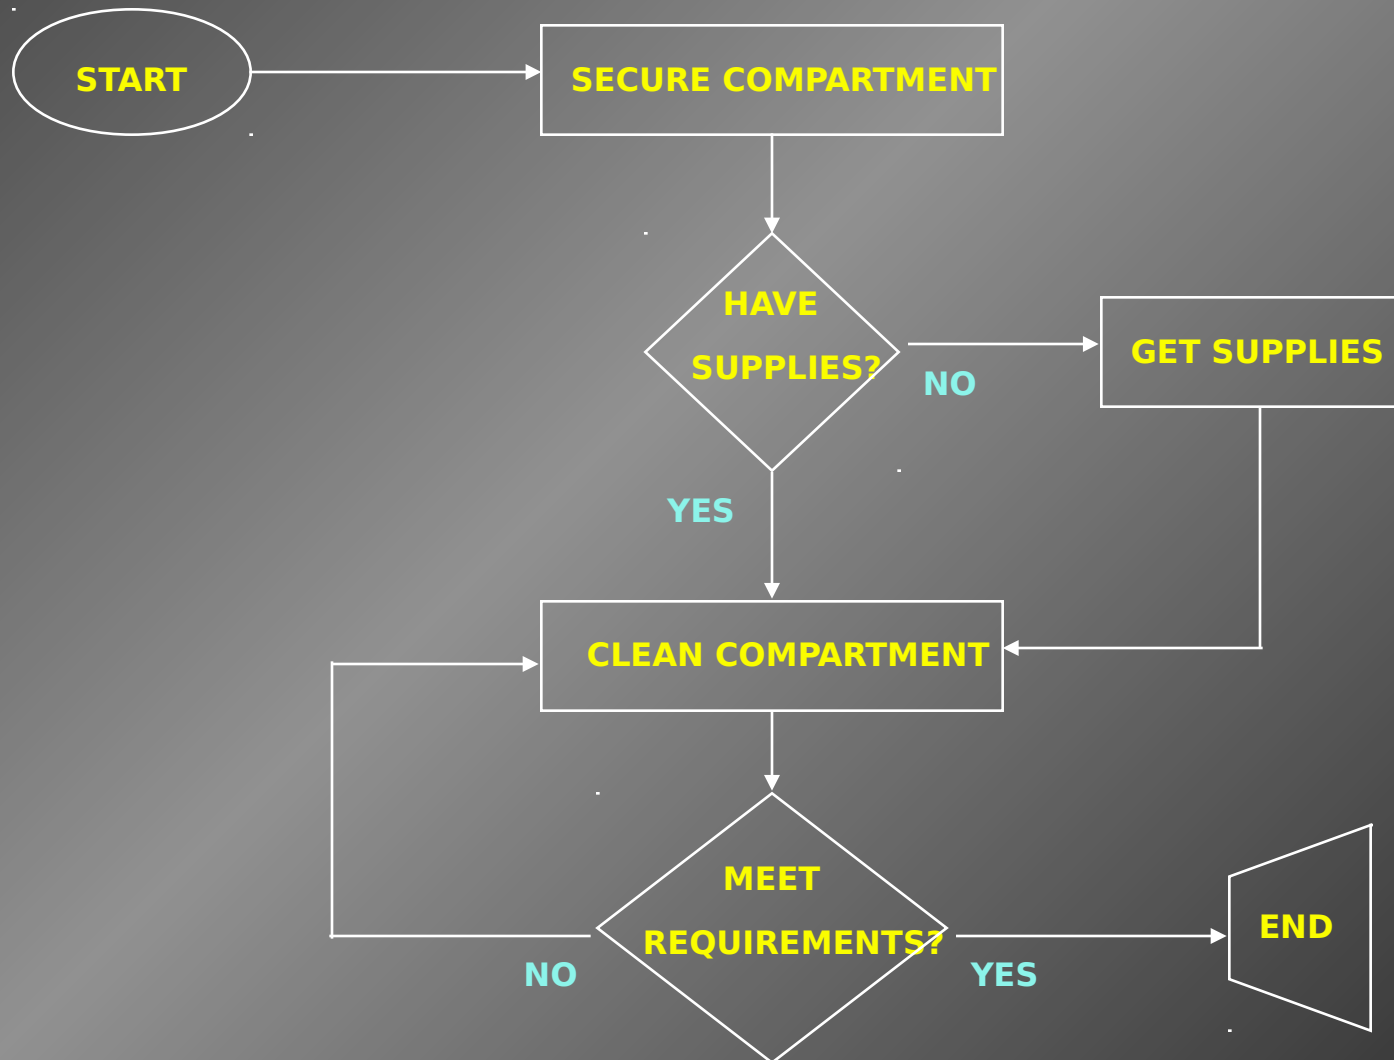 START
SECURE COMPARTMENT
HAVE
SUPPLIES?
NO
GET SUPPLIES
YES
CLEAN COMPARTMENT
MEET
REQUIREMENTS?
NO
YES
END